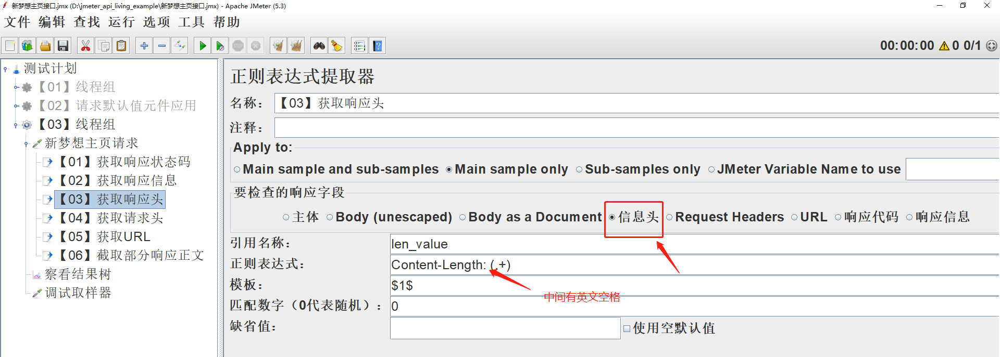 新梦想主页接口.jmx (D:\jmeter_api_living_example\新梦想主页接口.jmx) - Apache JMeter (5.3)
文件 编辑 查找 运行 选项 工具 帮助
00:00:00 0 0/1
测试计划
【01】线程组
【02】请求默认值元件应用
【03】线程组
新梦想主页请求
【01】获取响应状态码
【02】获取响应信息
【03】获取响应头
【04】获取请求头
【05】获取URL
【06】截取部分响应正文
察看结果树
调试取样器
正则表达式提取器
名称： 【03】获取响应头
注释：
Apply to:
Main sample and sub-samples Main sample only Sub-samples only JMeter Variable Name to use
要检查的响应字段
主体 Body (unescaped) Body as a Document 信息头 Request Headers URL 响应代码 响应信息
引用名称： len_value
正则表达式： Content-Length: (.+)
模板： $1$
中间有英文空格
匹配数字（0代表随机）： 0
缺省值： 使用空默认值